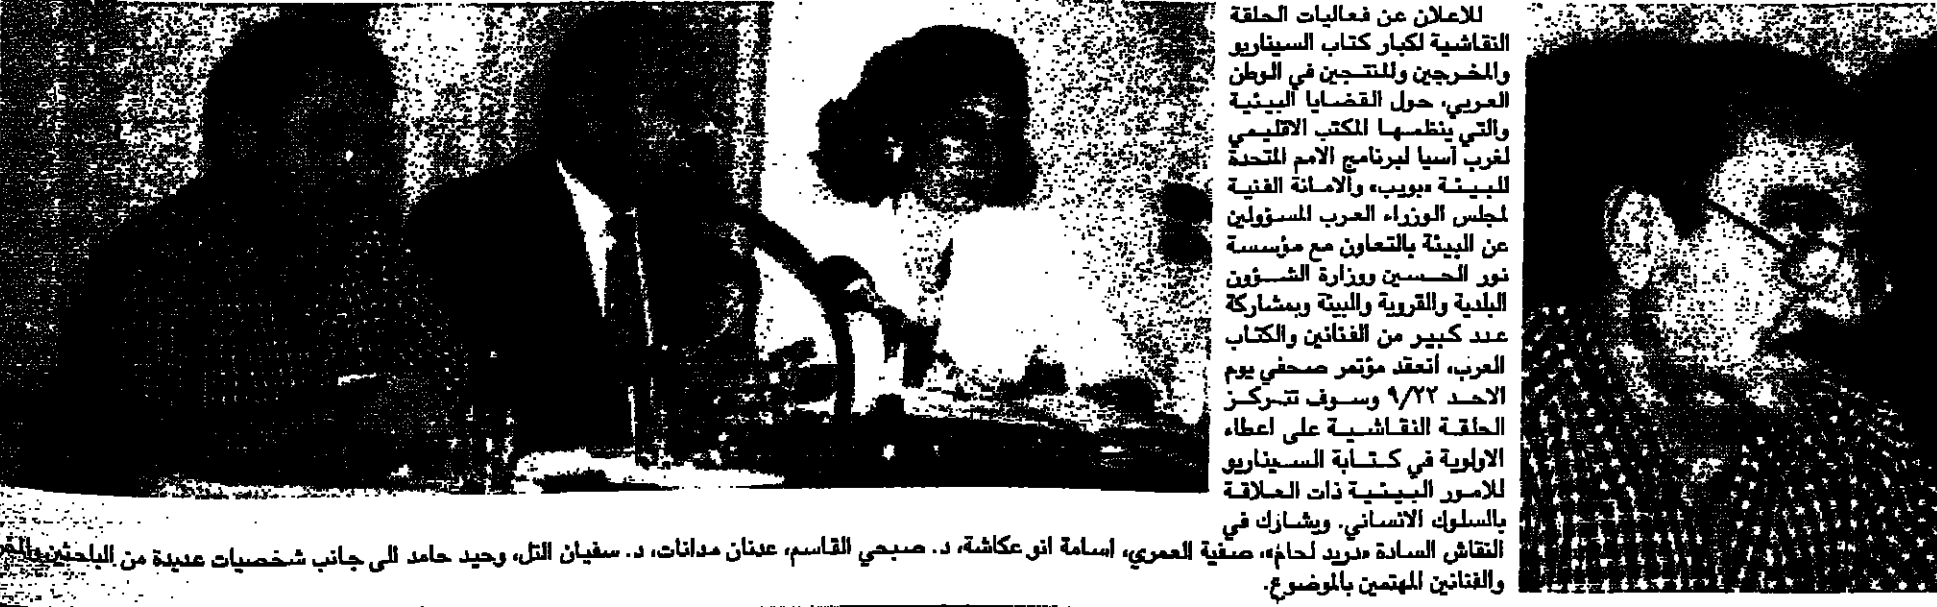 للاعلان عن فعاليات الحلقة
النقاشية لكبار كتاب السيناريو
والمخرجين والمنتجين في الوطن
العربي، حول القضايا البيئية
والتي ينظمها المكتب الاقليمي
لغرب آسيا لبرنامج الامم المتحدة
للبيئة «يويب» والامانة الفنية
لمجلس الوزراء العرب المسؤولين
عن البيئة بالتعاون مع مؤسسة
نور الحسين ووزارة الشؤون
البلدية والقروية والبيئة وبمشاركة
عدد كبير من الفنانين والكتاب
العرب، انعقد مؤتمر صحفي يوم
الاحد ٩/٢٢ وسوف تتركز
الحلقة النقاشية على اعطاء
الاولوية في كتابة السيناريو
للامور البيئية ذات العلاقة
بالسلوك الانساني. ويشارك في
النقاش السادة «دريد لحام»، صفية العمري، اسامة انو عكاشة، د. صبحي القاسم، عدنان مدانات، د. سفيان التل، وحيد حامد الى جانب شخصيات عديدة من الباحثين
والفنانين المهتمين بالموضوع.